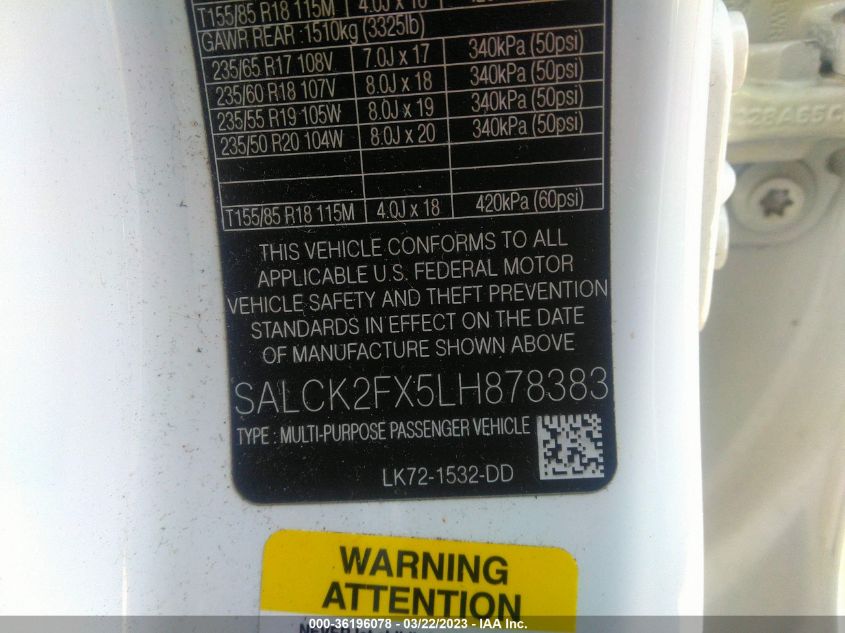 T155/85 R18 115M 4.0J x 18
GAWR REAR :1510kg (3325lb)
235/65 R17 108V 7.0J x 17 340kPa (50psi)
235/60 R18 107V 8.0J x 18 340kPa (50psi)
235/55 R19 105W 8.0J x 19 340kPa (50psi)
235/50 R20 104W 8.0J x 20 340kPa (50psi)
T155/85 R18 115M 4.0J x 18 420kPa (60psi)
THIS VEHICLE CONFORMS TO ALL
APPLICABLE U.S. FEDERAL MOTOR
VEHICLE SAFETY AND THEFT PREVENTION
STANDARDS IN EFFECT ON THE DATE
OF MANUFACTURE SHOWN ABOVE
SALCK2FX5LH878383
TYPE : MULTI-PURPOSE PASSENGER VEHICLE
LK72-1532-DD
WARNING
ATTENTION
000-36196078 - 03/22/2023 - IAA Inc.